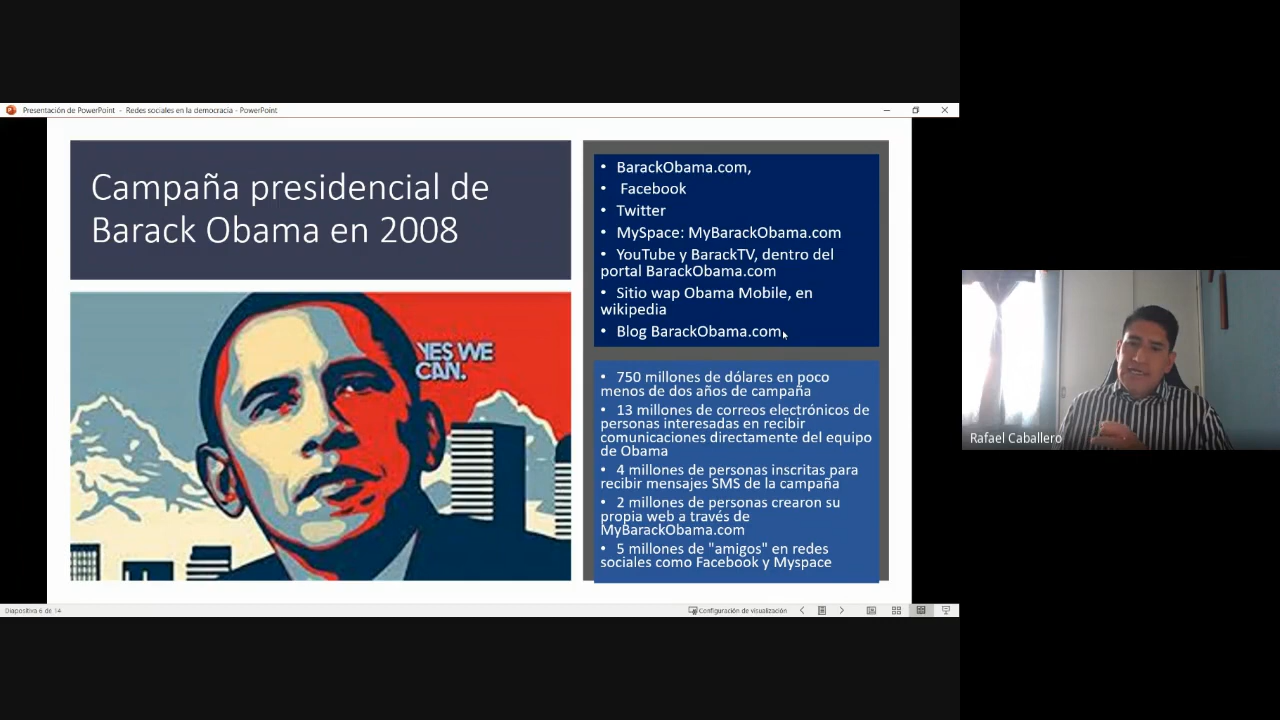 Presentación de PowerPoint - Redes sociales en la democracia - PowerPoint
Campaña presidencial de
Barack Obama en 2008
YES WE
CAN.
• BarackObama.com,
• Facebook
• Twitter
• MySpace: MyBarackObama.com
• YouTube y BarackTV, dentro del
portal BarackObama.com
• Sitio wap Obama Mobile, en
wikipedia
• Blog BarackObama.com
• 750 millones de dólares en poco
menos de dos años de campaña
• 13 millones de correos electrónicos de
personas interesadas en recibir
comunicaciones directamente del equipo
de Obama
• 4 millones de personas inscritas para
recibir mensajes SMS de la campaña
• 2 millones de personas crearon su
propia web a través de
MyBarackObama.com
• 5 millones de "amigos" en redes
sociales como Facebook y Myspace
Rafael Caballero
Diapositiva 6 de 14
Configuración de visualización